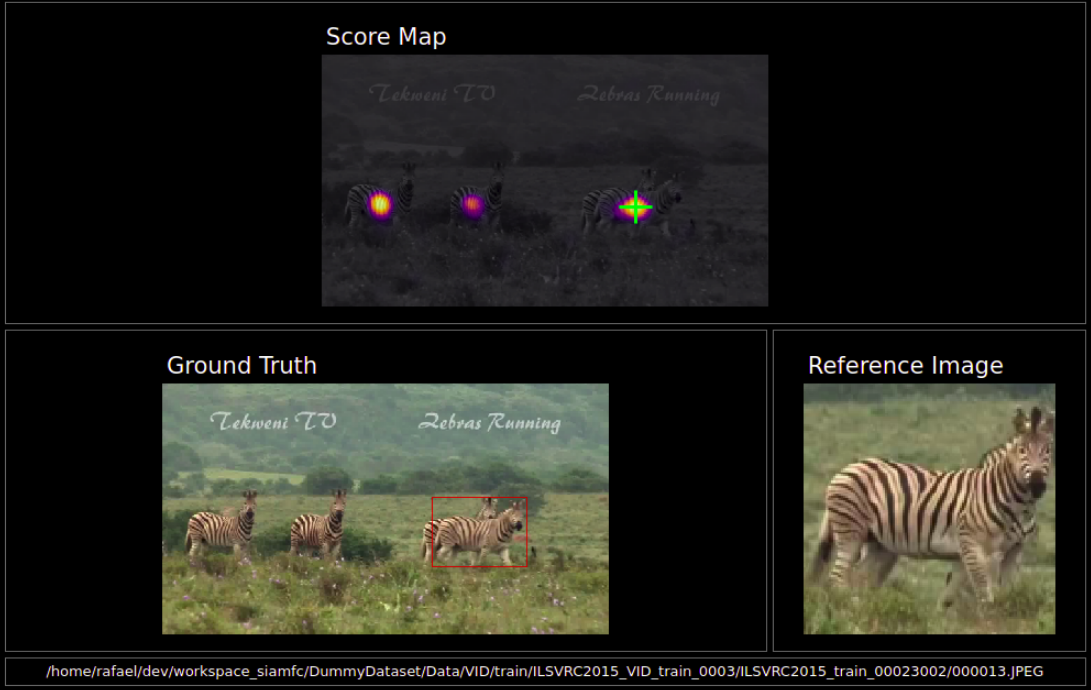 Score Map
Tekweni TV Zebras Running
Ground Truth
Reference Image
Tekweni TV Zebras Running
/home/rafael/dev/workspace_siamfc/DummyDataset/Data/VID/train/ILSVRC2015_VID_train_0003/ILSVRC2015_train_00023002/000013.JPEG